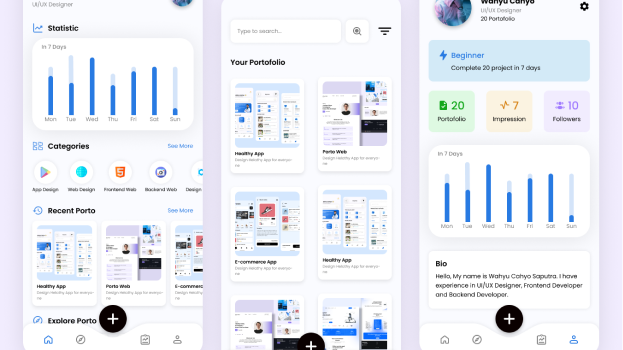 UI/UX Designer
Statistic
In 7 Days
Mon Tue Wed Thu Fri Sat Sun
Categories
See More
App Design
Web Design
Frontend Web
Backend Web
Recent Porto
See More
Healthy App
Design Healthy App for everyo-
ne
Porto Web
Design Healthy App for everyo-
ne
E-commerce
Design Healthy
ne
Explore Porto
+
Type to search...
Your Portofolio
Healthy App
Design Healthy App for everyo-
ne
Porto Web
Design Healthy App for everyo-
ne
E-commerce App
Design Healthy App for everyo-
ne
Healthy App
Design Healthy App for everyo-
ne
+
Wahyu Cahyo
UI/UX Designer
20 Portofolio
Beginner
Complete 20 project in 7 days
20
Portofolio
7
Impression
10
Followers
In 7 Days
Mon Tue Wed Thu Fri Sat Sun
Bio
Hello, My name is Wahyu Cahyo Saputra. I have
experience in UI/UX Designer, Frontend Developer
and Backend Developer.
+